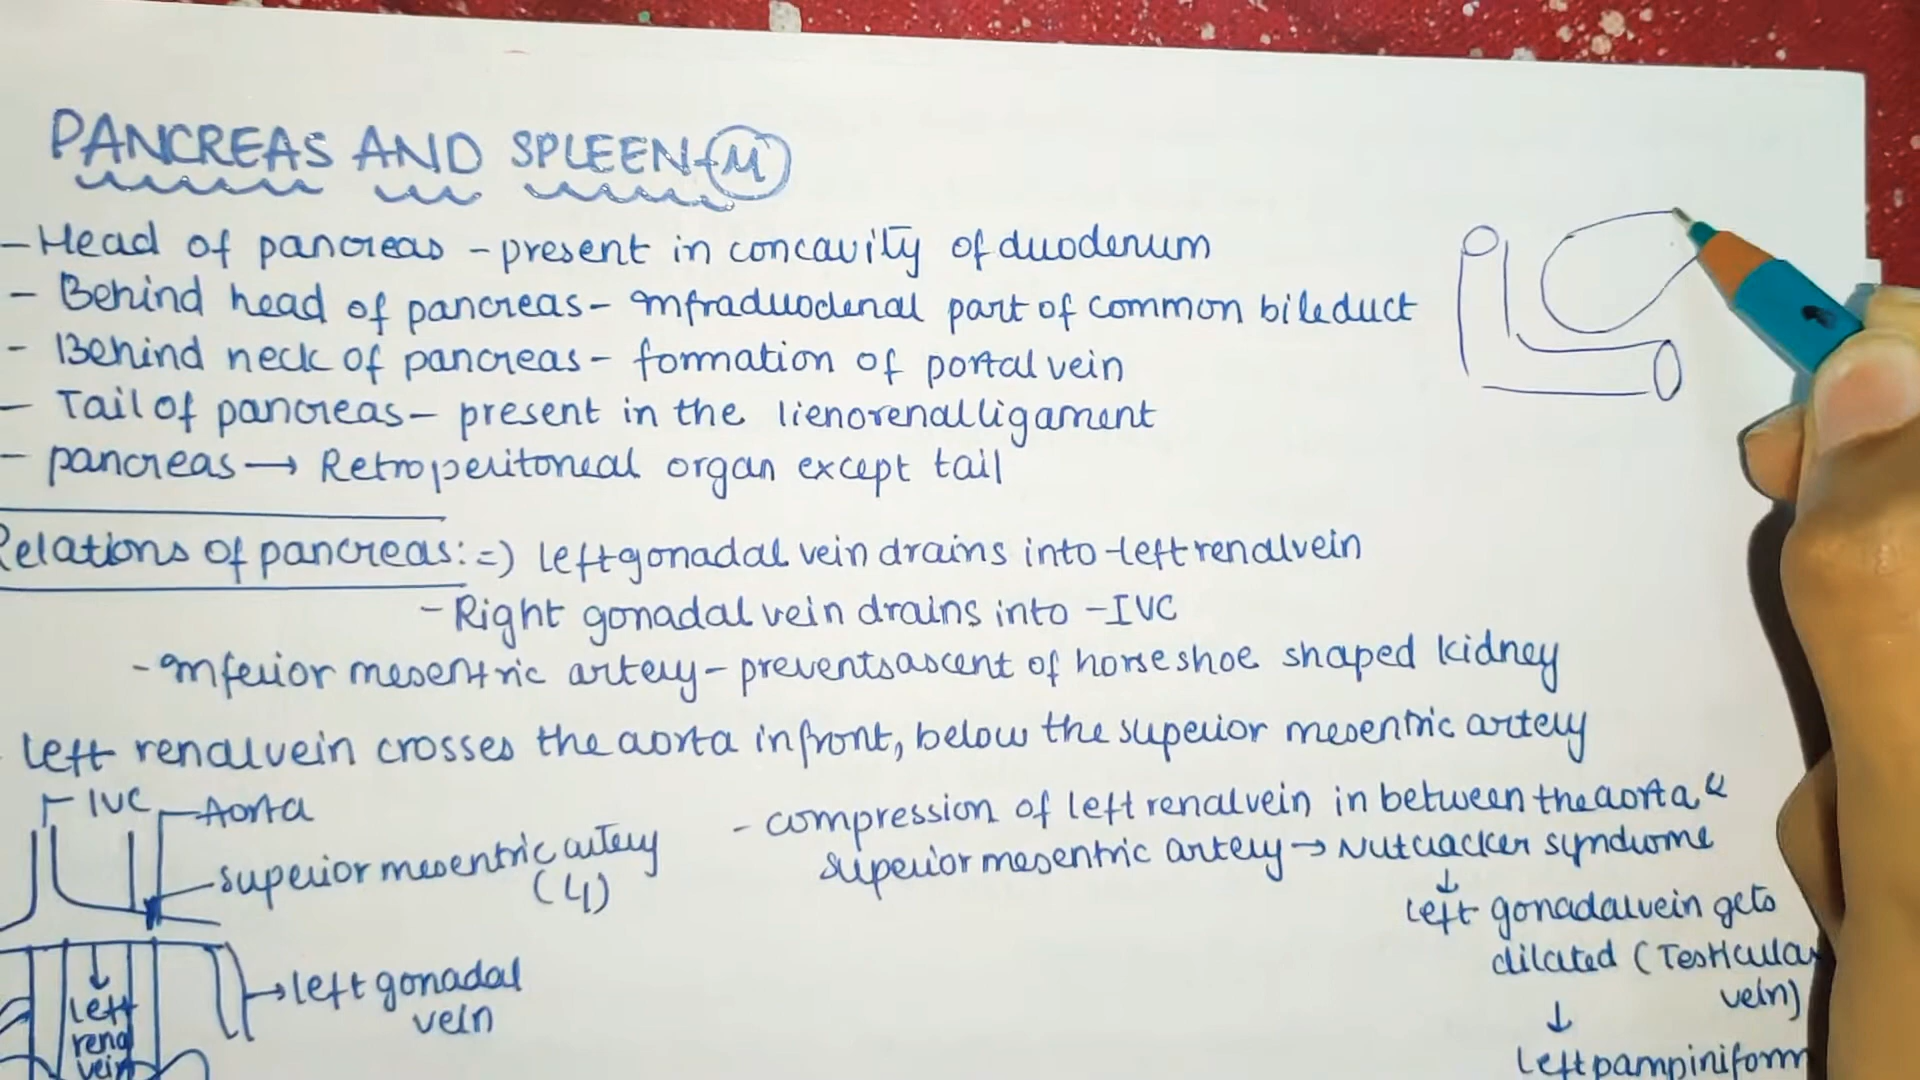 PANCREAS AND SPLEEN - M
- Head of pancreas - present in concavity of duodenum
- Behind head of pancreas - Infraduodenal part of common bile duct
- Behind neck of pancreas - formation of portal vein
- Tail of pancreas - present in the lienorenal ligament
- pancreas → Retroperitoneal organ except tail
Relations of pancreas: =) left gonadal vein drains into - left renal vein
- Right gonadal vein drains into - IVC
- Inferior mesentric artery - prevents ascent of horse shoe shaped kidney
left renal vein crosses the aorta infront, below the superior mesentric artery
IVC
Aorta
superior mesentric artery
(L1)
left gonadal
vein
left
renal
vein
- compression of left renal vein in between the aorta &
superior mesentric artery → Nutcracker syndrome
↓
left gonadal vein gets
dilated (Testicular
vein)
↓
left pampiniform